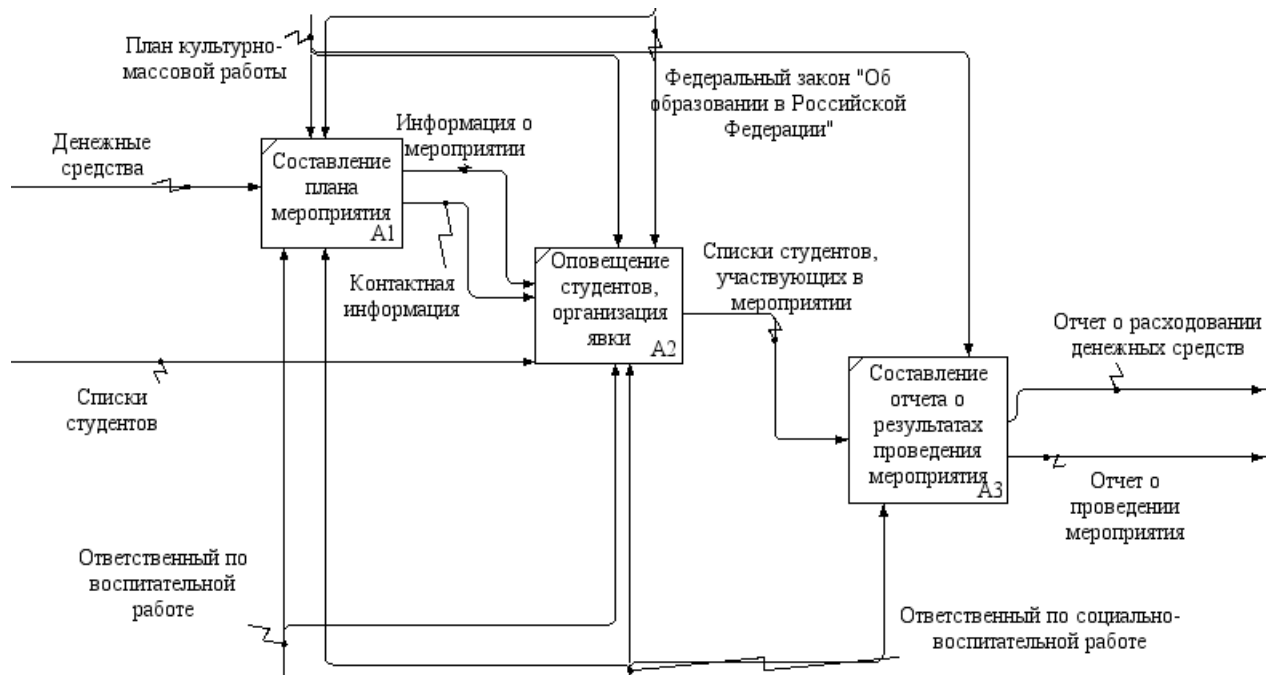 План культурно-
массовой работы
Федеральный закон "Об
образовании в Российской
Федерации"
Денежные
средства
Информация о
мероприятии
Составление
плана
мероприятия
A1
Контактная
информация
Оповещение
студентов,
организация
явки
A2
Списки студентов,
участвующих в
мероприятии
Списки
студентов
Отчет о расходовании
денежных средств
Составление
отчета о
результатах
проведения
мероприятия
A3
Отчет о
проведении
мероприятия
Ответственный по
воспитательной
работе
Ответственный по социально-
воспитательной работе